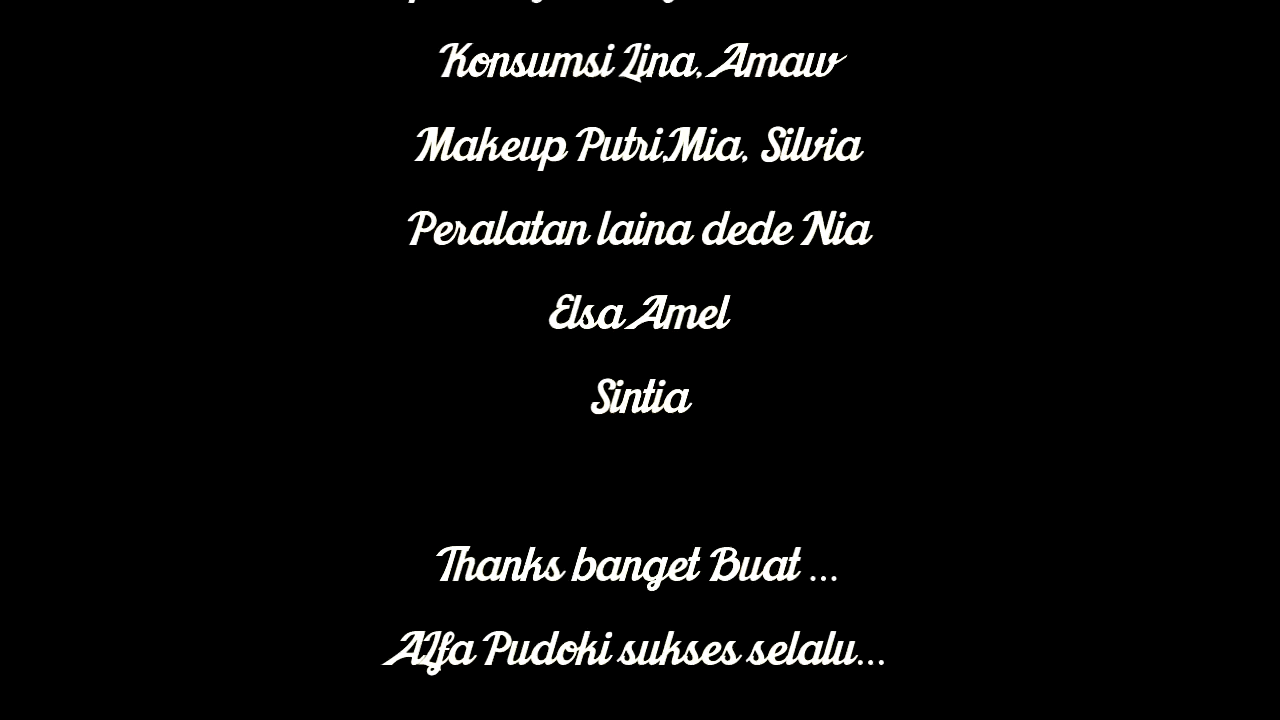 Konsumsi Lina, Amaw
Makeup Putri,Mia, Silvia
Peralatan laina dede Nia
Elsa Amel
Sintia
Thanks banget Buat ...
ALfa Pudoki sukses selalu...